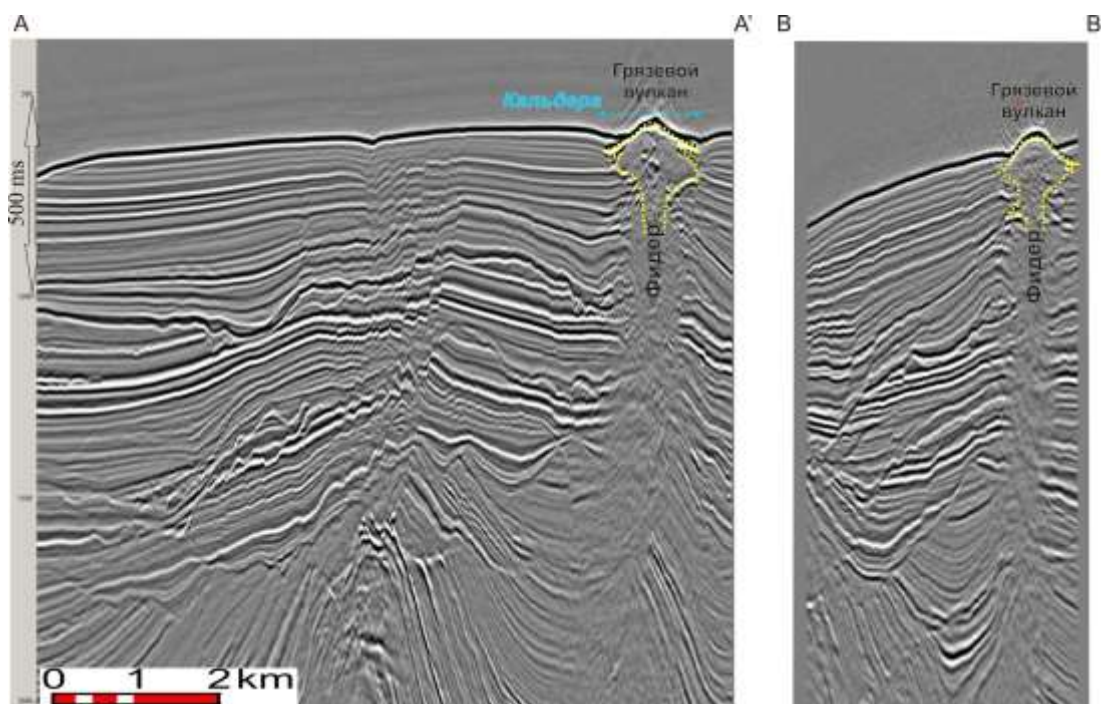 A A' B B
Грязевой
вулкан
Кальдера
Грязевой
вулкан
500 ms
Фидер
Фидер
0 1 2 km